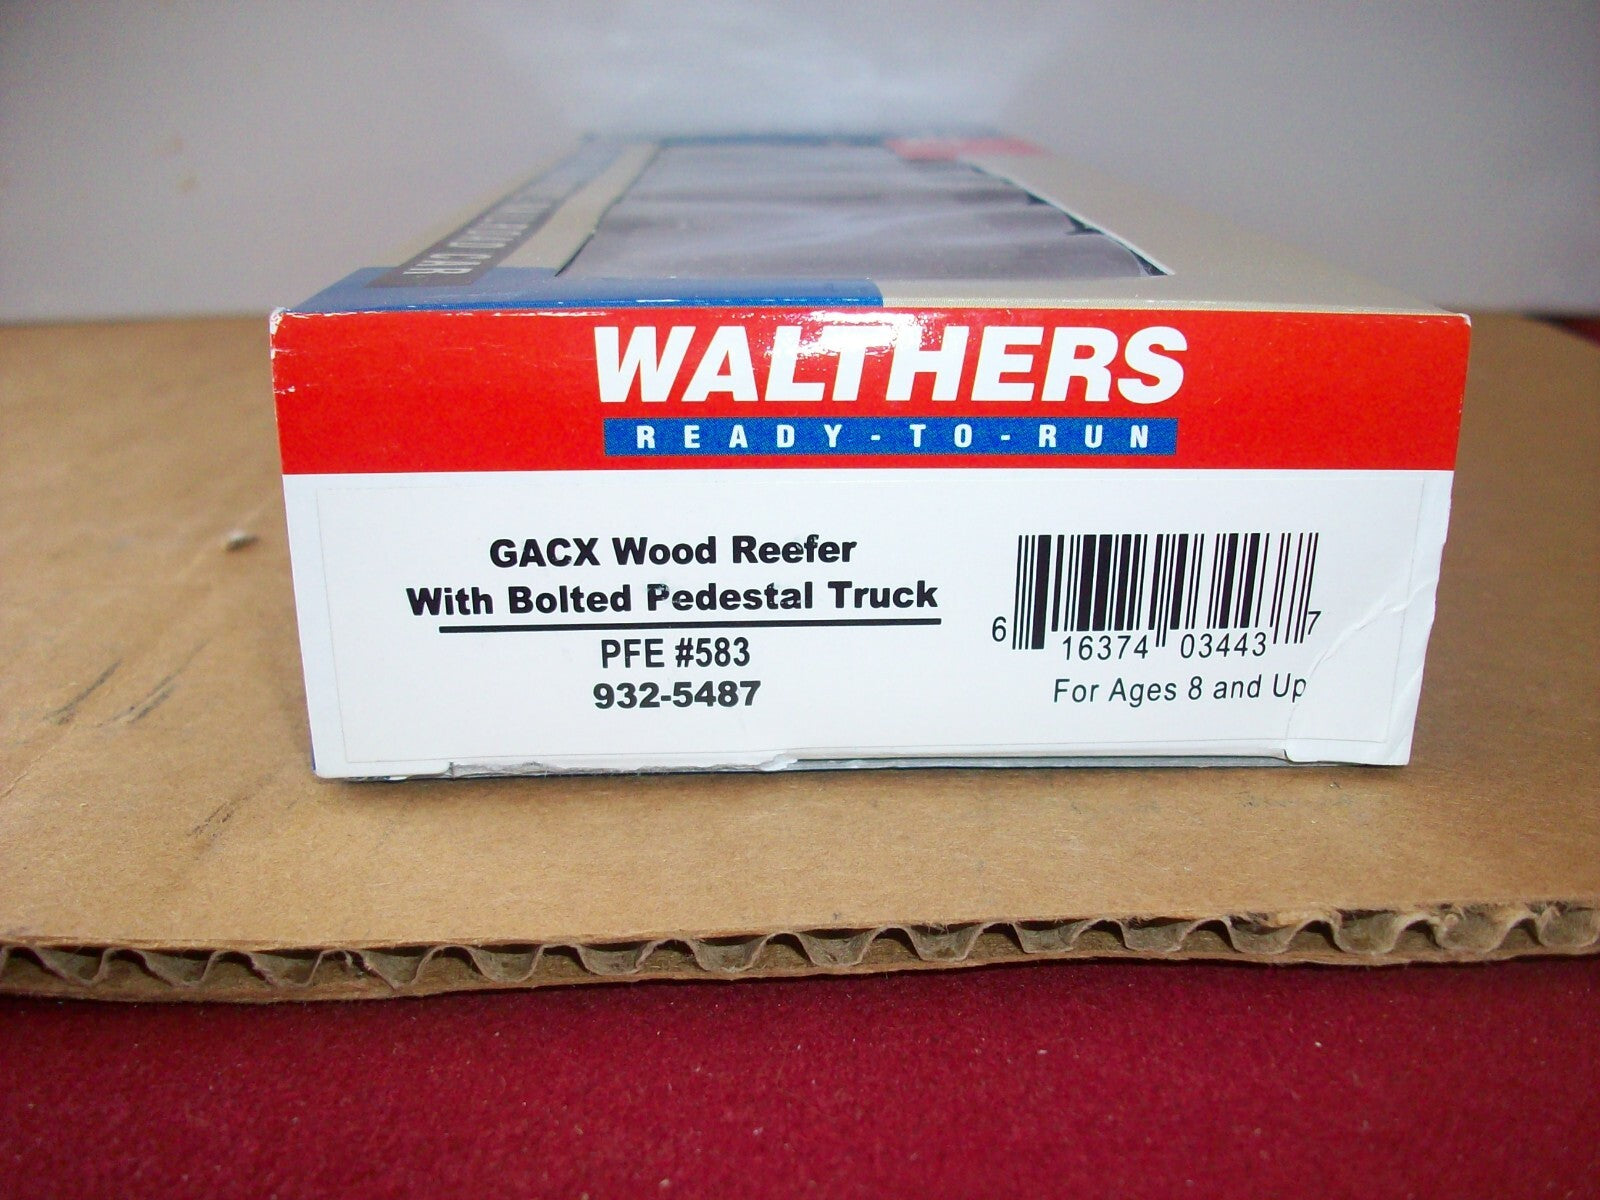 CAR
WALTHERS
READY-TO-RUN
GACX Wood Reefer
With Bolted Pedestal Truck
PFE #583
932-5487
6 16374 03443 7
For Ages 8 and Up